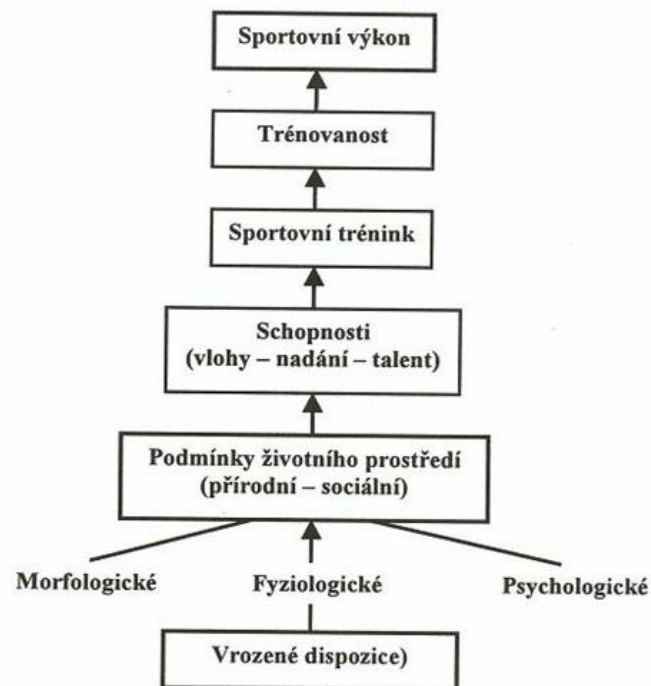 Sportovní výkon
Trénovanost
Sportovní trénink
Schopnosti
(vlohy – nadání – talent)
Podmínky životního prostředí
(přírodní – sociální)
Morfologické
Fyziologické
Psychologické
Vrozené dispozice)